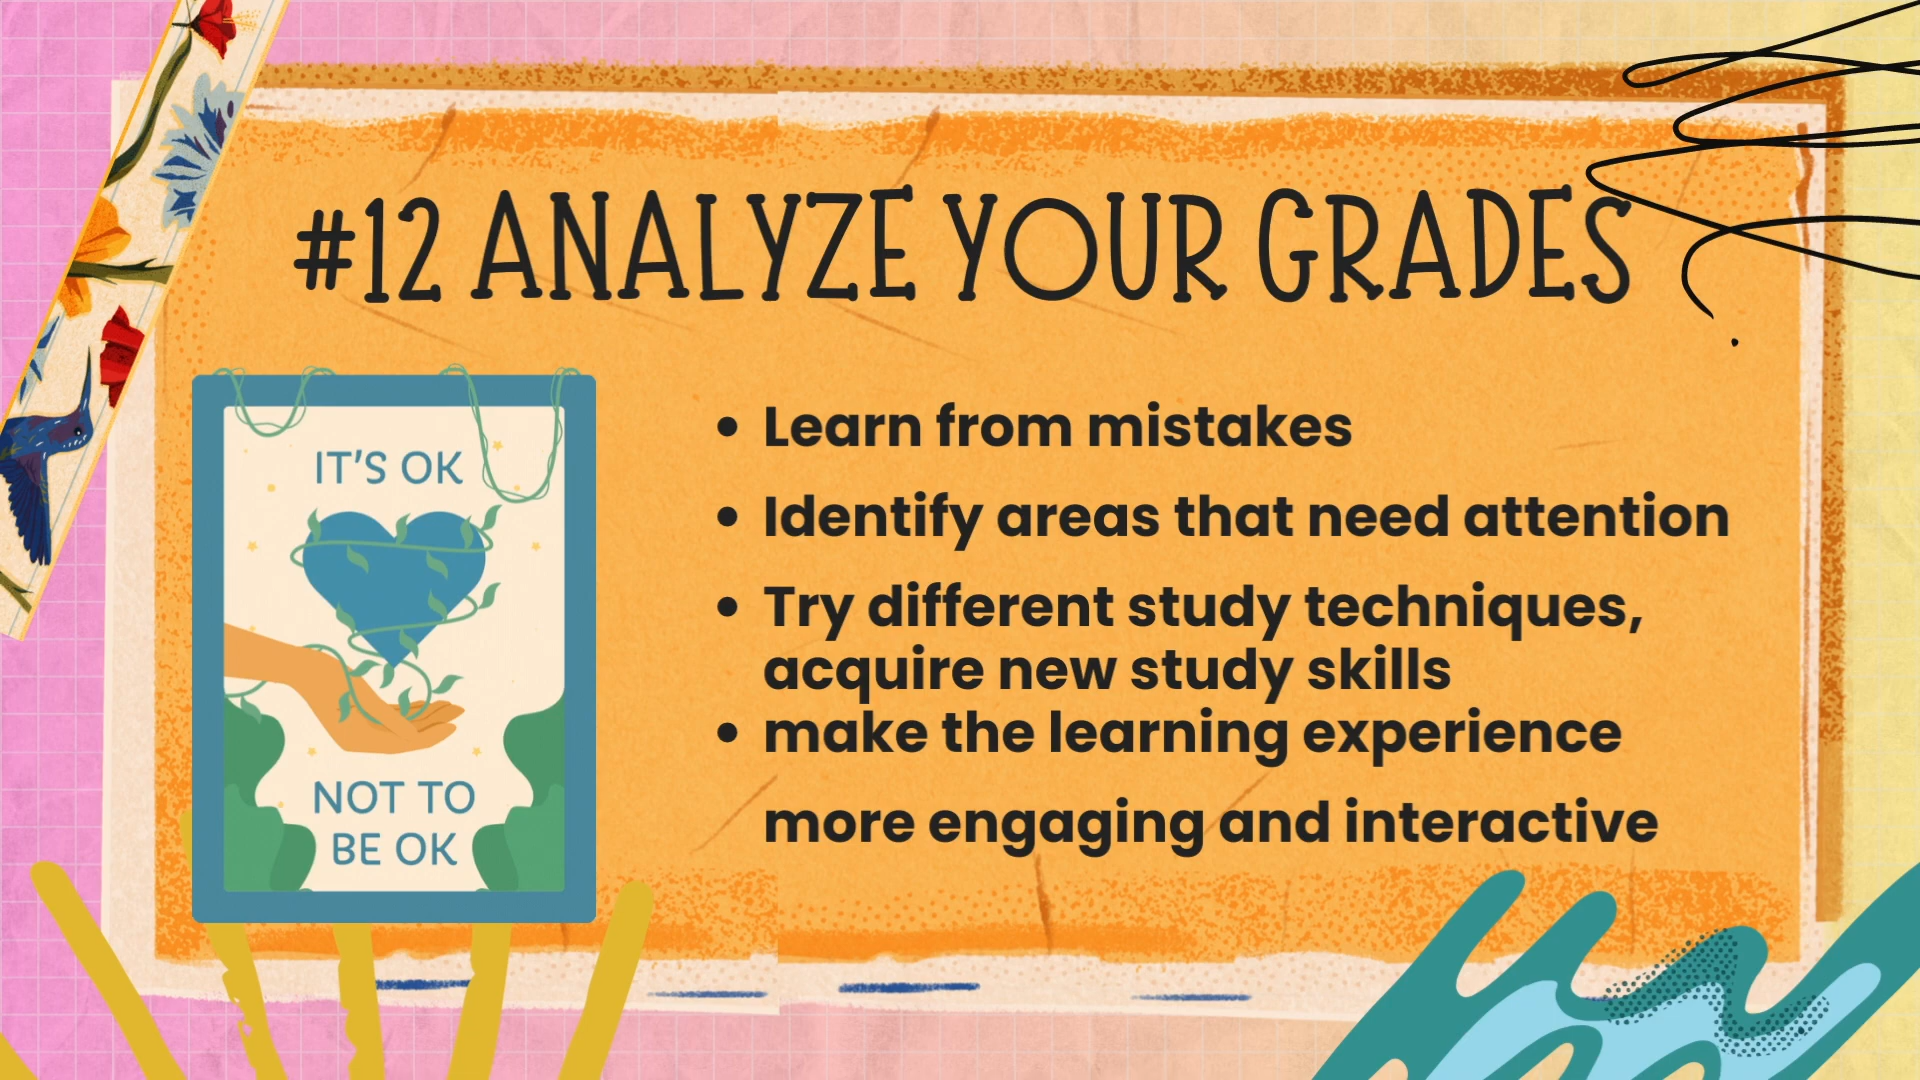 #12 ANALYZE YOUR GRADES
IT'S OK
NOT TO
BE OK
• Learn from mistakes
• Identify areas that need attention
• Try different study techniques,
acquire new study skills
• make the learning experience
more engaging and interactive